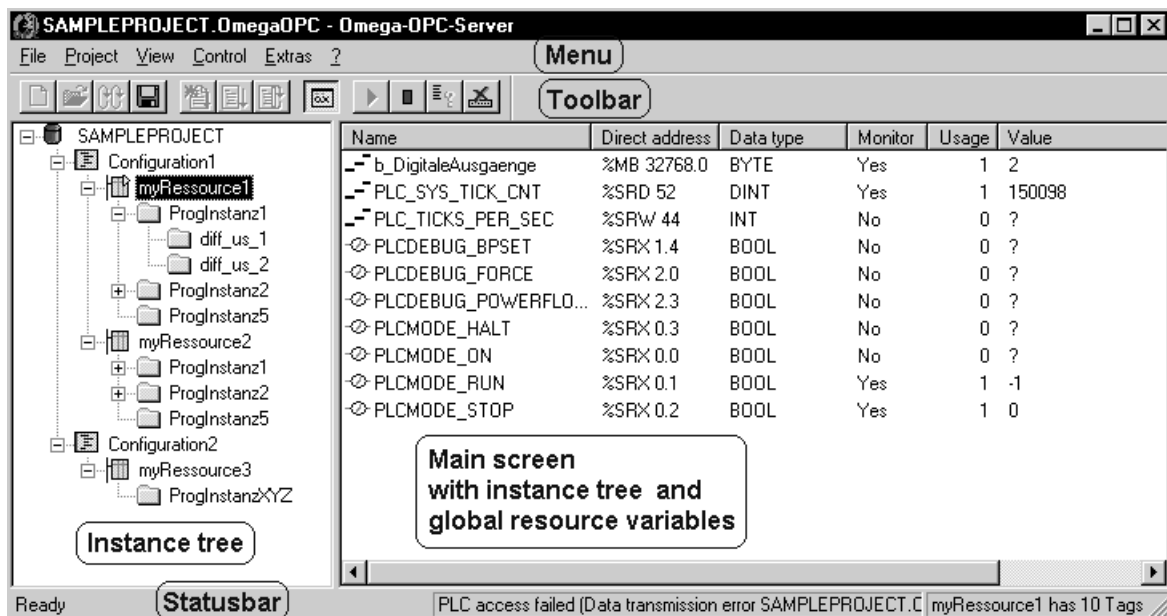 SAMPLEPROJECT.OmegaOPC - Omega-OPC-Server
File Project View Control Extras ?
Menu
Toolbar
SAMPLEPROJECT
Configuration1
myRessource1
ProgInstanz1
diff_us_1
diff_us_2
ProgInstanz2
ProgInstanz5
myRessource2
ProgInstanz1
ProgInstanz2
ProgInstanz5
Configuration2
myRessource3
ProgInstanzXYZ
Instance tree
Name Direct address Data type Monitor Usage Value
b_DigitaleAusgaenge %MB 32768.0 BYTE Yes 1 2
PLC_SYS_TICK_CNT %SRD 52 DINT Yes 1 150098
PLC_TICKS_PER_SEC %SRW 44 INT No 0 ?
PLCDEBUG_BPSET %SRX 1.4 BOOL No 0 ?
PLCDEBUG_FORCE %SRX 2.0 BOOL No 0 ?
PLCDEBUG_POWERFLO... %SRX 2.3 BOOL No 0 ?
PLCMODE_HALT %SRX 0.3 BOOL No 0 ?
PLCMODE_ON %SRX 0.0 BOOL No 0 ?
PLCMODE_RUN %SRX 0.1 BOOL Yes 1 -1
PLCMODE_STOP %SRX 0.2 BOOL Yes 1 0
Main screen
with instance tree and
global resource variables
Ready
Statusbar
PLC access failed (Data transmission error SAMPLEPROJECT.C
myRessource1 has 10 Tags